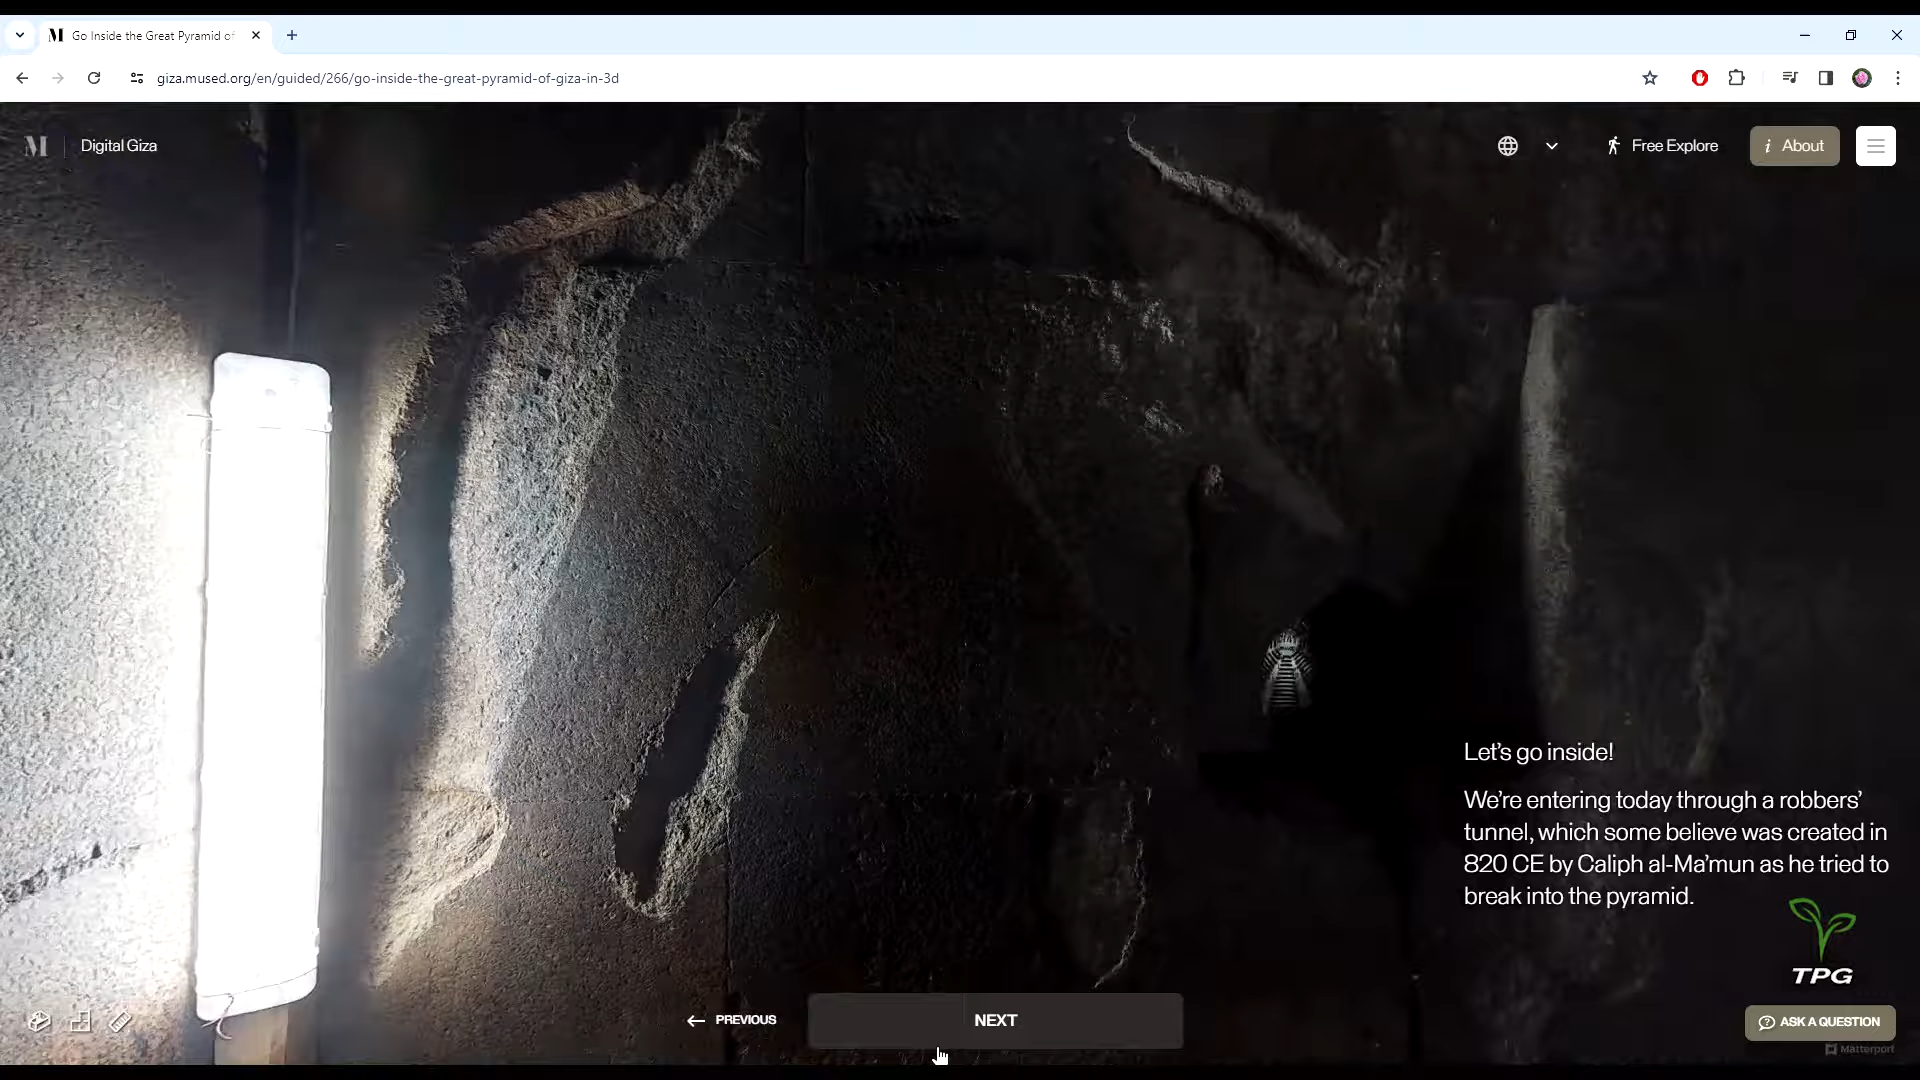 Go Inside the Great Pyramid of
giza.mused.org/en/guided/266/go-inside-the-great-pyramid-of-giza-in-3d
M Digital Giza
Free Explore
i About
Let's go inside!
We're entering today through a robbers'
tunnel, which some believe was created in
820 CE by Caliph al-Ma'mun as he tried to
break into the pyramid.
TPG
PREVIOUS
NEXT
ASK A QUESTION
Matterport